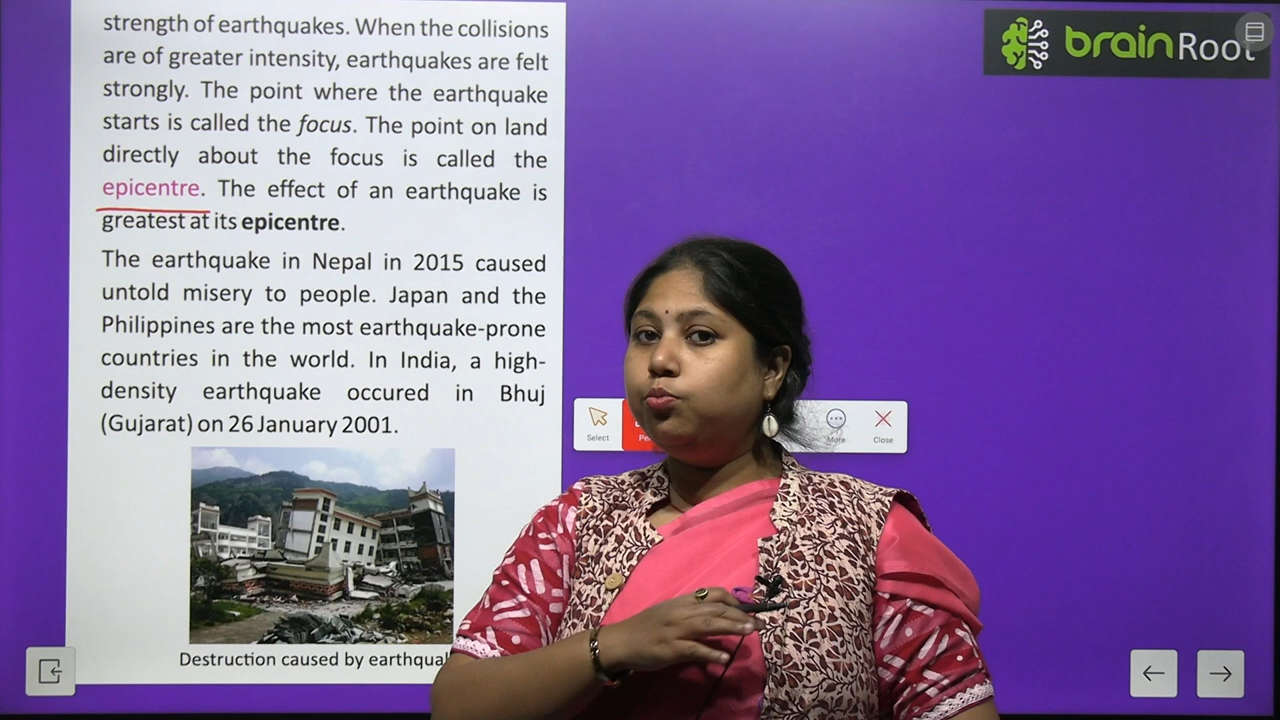 strength of earthquakes. When the collisions
are of greater intensity, earthquakes are felt
strongly. The point where the earthquake
starts is called the focus. The point on land
directly about the focus is called the
epicentre. The effect of an earthquake is
greatest at its epicentre.
The earthquake in Nepal in 2015 caused
untold misery to people. Japan and the
Philippines are the most earthquake-prone
countries in the world. In India, a high-
density earthquake occured in Bhuj
(Gujarat) on 26 January 2001.
Destruction caused by
brainRoot
Select
More
Close